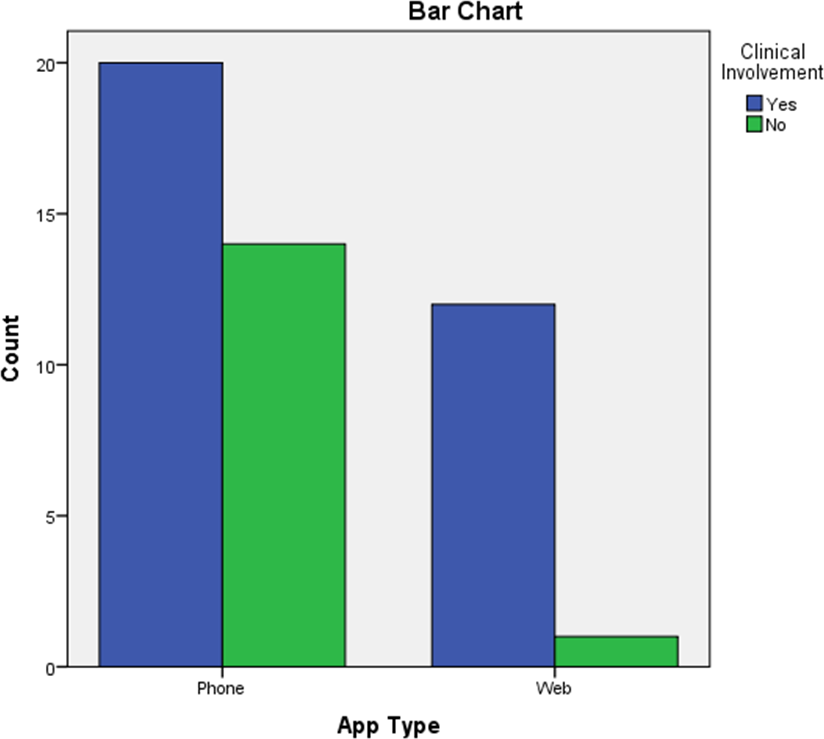 Bar Chart
Clinical
Involvement
Yes
No
20
15
10
5
0
Count
Phone
Web
App Type